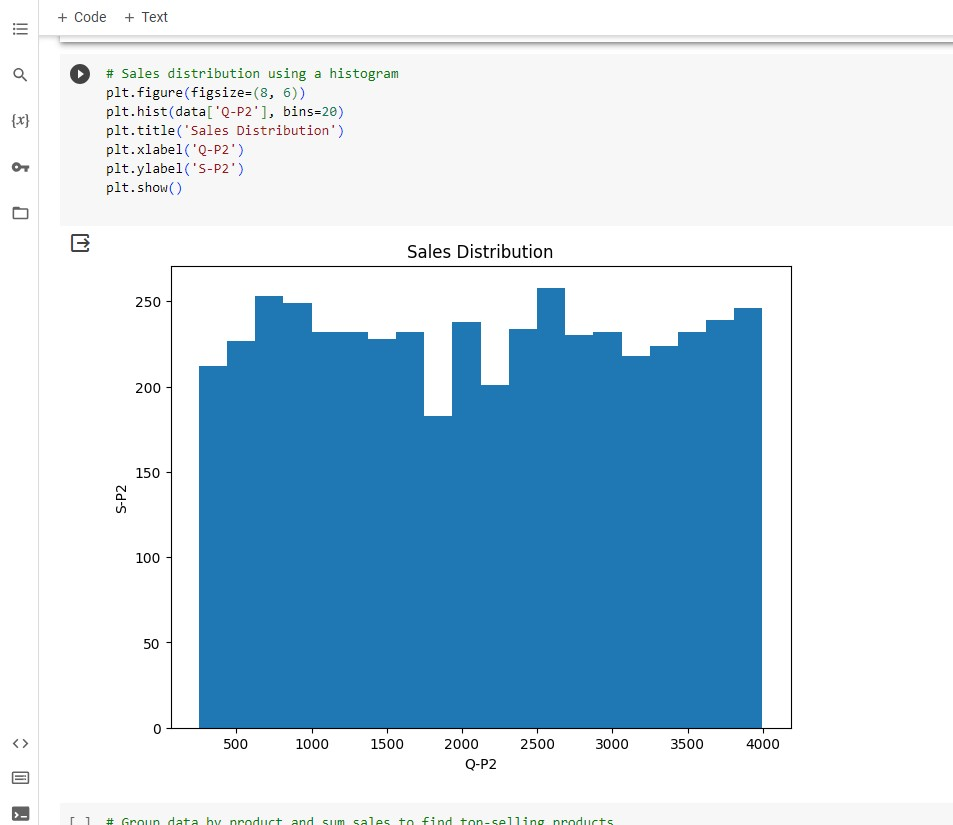 + Code + Text
{x}
# Sales distribution using a histogram
plt.figure(figsize=(8, 6))
plt.hist(data['Q-P2'], bins=20)
plt.title('Sales Distribution')
plt.xlabel('Q-P2')
plt.ylabel('S-P2')
plt.show()
Sales Distribution
250
200
150
100
50
0
S-P2
500 1000 1500 2000 2500 3000 3500 4000
Q-P2
[ ] # Group data by product and sum sales to find top-selling products